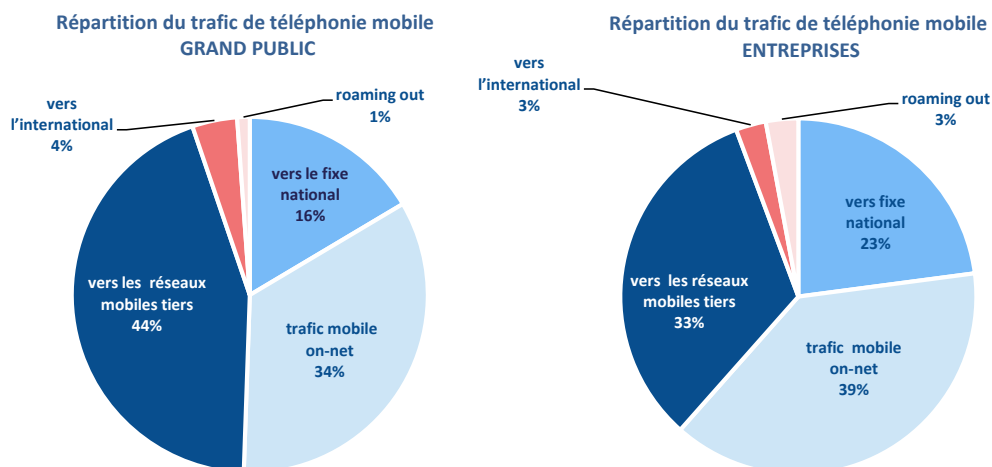 Répartition du trafic de téléphonie mobile
GRAND PUBLIC
vers
l’international
4%
roaming out
1%
vers le fixe
national
16%
vers les réseaux
mobiles tiers
44%
trafic mobile
on-net
34%
Répartition du trafic de téléphonie mobile
ENTREPRISES
vers
l’international
3%
roaming out
3%
vers fixe
national
23%
vers les réseaux
mobiles tiers
33%
trafic mobile
on-net
39%